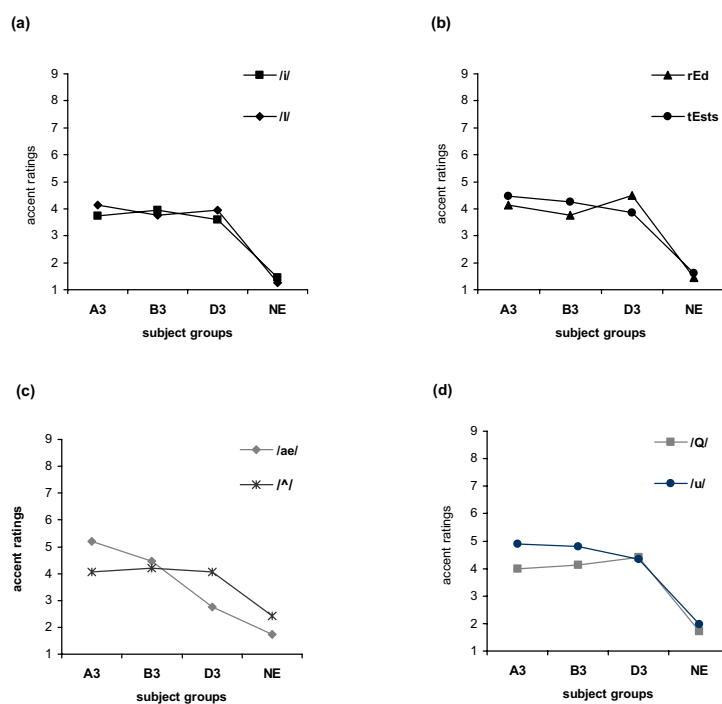 (a)
9
8
7
6
5
4
3
2
1
accent ratings
/i/
/I/
A3 B3 D3 NE
subject groups
(b)
9
8
7
6
5
4
3
2
1
accent ratings
rEd
tEsts
A3 B3 D3 NE
subject groups
(c)
9
8
7
6
5
4
3
2
1
accent ratings
/ae/
/^/
A3 B3 D3 NE
subject groups
(d)
9
8
7
6
5
4
3
2
1
accent ratings
/Q/
/u/
A3 B3 D3 NE
subject groups